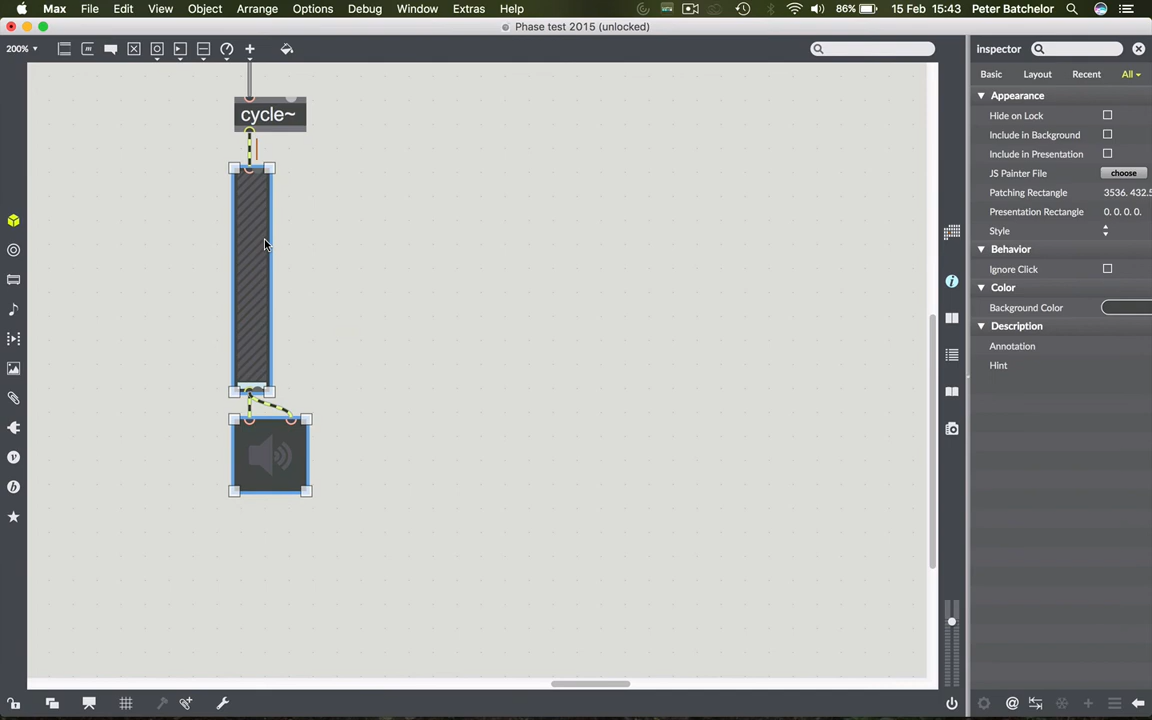 Max File Edit View Object Arrange Options Debug Window Extras Help 86% 15 Feb 15:43 Peter Batchelor
Phase test 2015 (unlocked)
200%
inspector
Basic Layout Recent All
Appearance
Hide on Lock
Include in Background
Include in Presentation
JS Painter File choose
Patching Rectangle 3536. 432.5
Presentation Rectangle 0. 0. 0. 0.
Style
Behavior
Ignore Click
Color
Background Color
Description
Annotation
Hint
cycle~